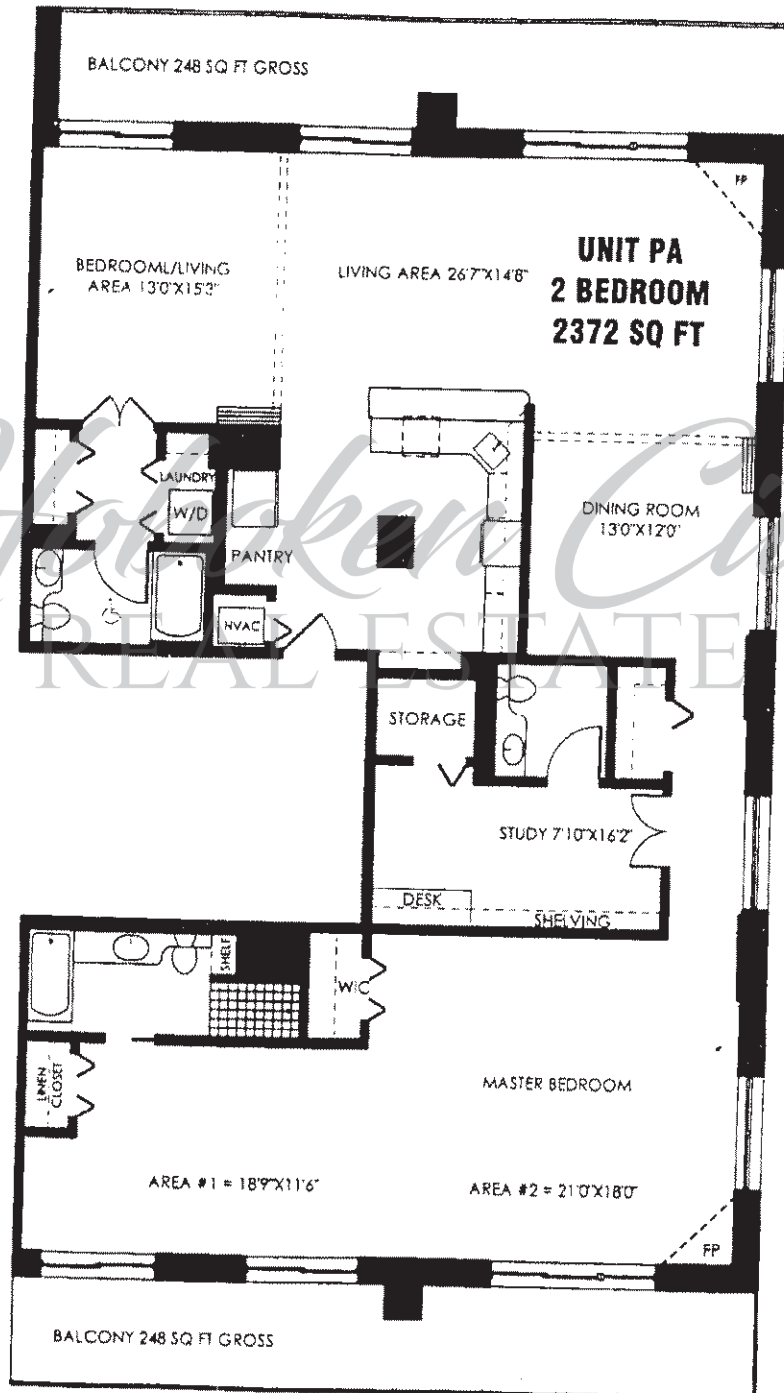 BALCONY 248 SQ FT GROSS
FP
UNIT PA
2 BEDROOM
2372 SQ FT
BEDROOML/LIVING
AREA 13'0"X15'3"
LIVING AREA 26'7"X14'8"
LAUNDRY
W/D
DINING ROOM
13'0"X12'0"
PANTRY
HVAC
Hoboken Ci
REAL ESTATE
STORAGE
STUDY 7'10"X16'2"
DESK
SHELVING
SHELF
WIC
LINEN
CLOSET
MASTER BEDROOM
AREA #1 = 18'9"X11'6"
AREA #2 = 21'0"X18'0"
FP
BALCONY 248 SQ FT GROSS